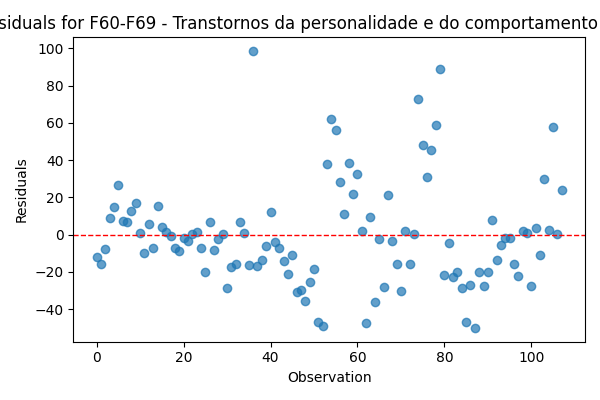 siduals for F60-F69 - Transtornos da personalidade e do comportamento
100
80
60
40
20
0
−20
−40
Residuals
0 20 40 60 80 100
Observation